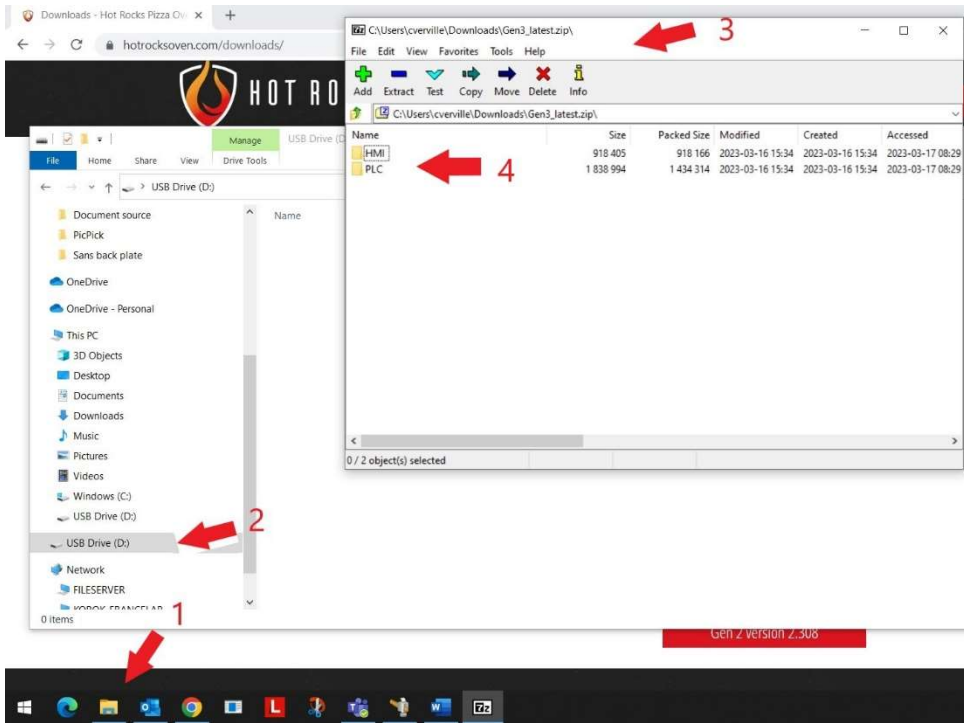 Downloads - Hot Rocks Pizza Ov
hotrocksoven.com/downloads/
HOT RO
Manage
USB Drive (D
File Home Share View Drive Tools
USB Drive (D:)
Document source
PicPick
Sans back plate
OneDrive
OneDrive - Personal
This PC
3D Objects
Desktop
Documents
Downloads
Music
Pictures
Videos
Windows (C:)
USB Drive (D:)
USB Drive (D:)
Network
FILESERVER
0 items
Name
C:\Users\cverville\Downloads\Gen3_latest.zip\
File Edit View Favorites Tools Help
Add Extract Test Copy Move Delete Info
C:\Users\cverville\Downloads\Gen3_latest.zip\
Name Size Packed Size Modified Created Accessed
HMI 918 405 918 166 2023-03-16 15:34 2023-03-16 15:34 2023-03-17 08:29
PLC 1 838 994 1 434 314 2023-03-16 15:34 2023-03-16 15:34 2023-03-17 08:29
0 / 2 object(s) selected
3
4
2
1
Gen 2 Version 2.308